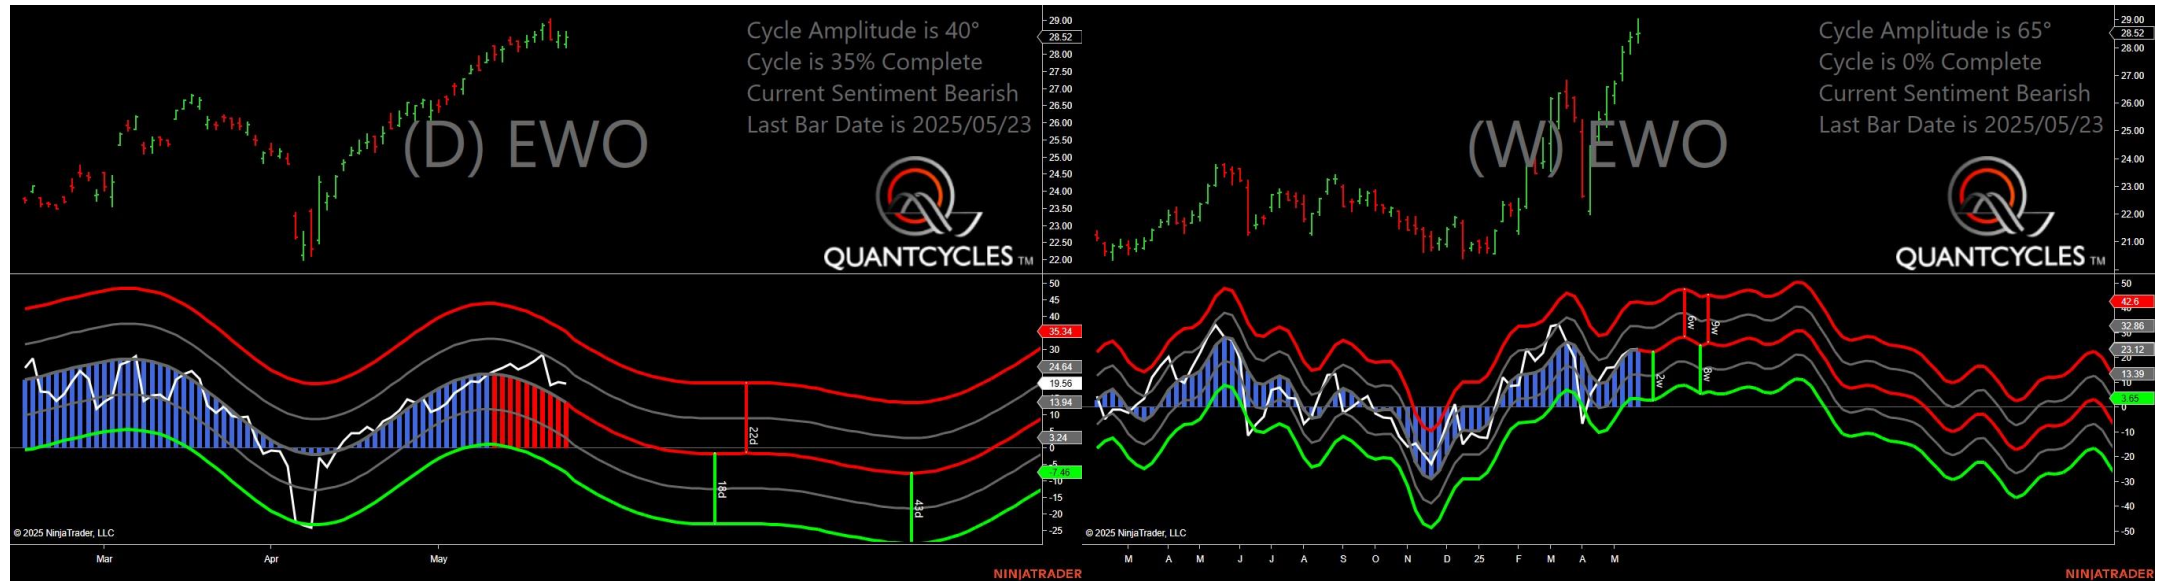 Cycle Amplitude is 40°
Cycle is 35% Complete
Current Sentiment Bearish
Last Bar Date is 2025/05/23
(D) EWO
QUANTCYCLES TM
29.00
28.52
28.00
27.50
27.00
26.50
26.00
25.50
25.00
24.50
24.00
23.50
23.00
22.50
22.00
50
45
40
35.34
30
24.64
19.56
13.94
10
5
3.24
0
-5
-7.46
-10
-15
-20
-25
22d
18d
43d
© 2025 NinjaTrader, LLC
Mar
Apr
May
NINJATRADER
Cycle Amplitude is 65°
Cycle is 0% Complete
Current Sentiment Bearish
Last Bar Date is 2025/05/23
(W) EWO
QUANTCYCLES TM
29.00
28.52
28.00
27.00
26.00
25.00
24.00
23.00
22.00
21.00
50
42.6
32.86
30
23.12
20
13.39
10
3.65
0
-10
-20
-30
-40
-50
6w
9w
2w
8w
© 2025 NinjaTrader, LLC
M
A
M
J
J
A
S
O
N
D
25
F
M
A
M
NINJATRADER